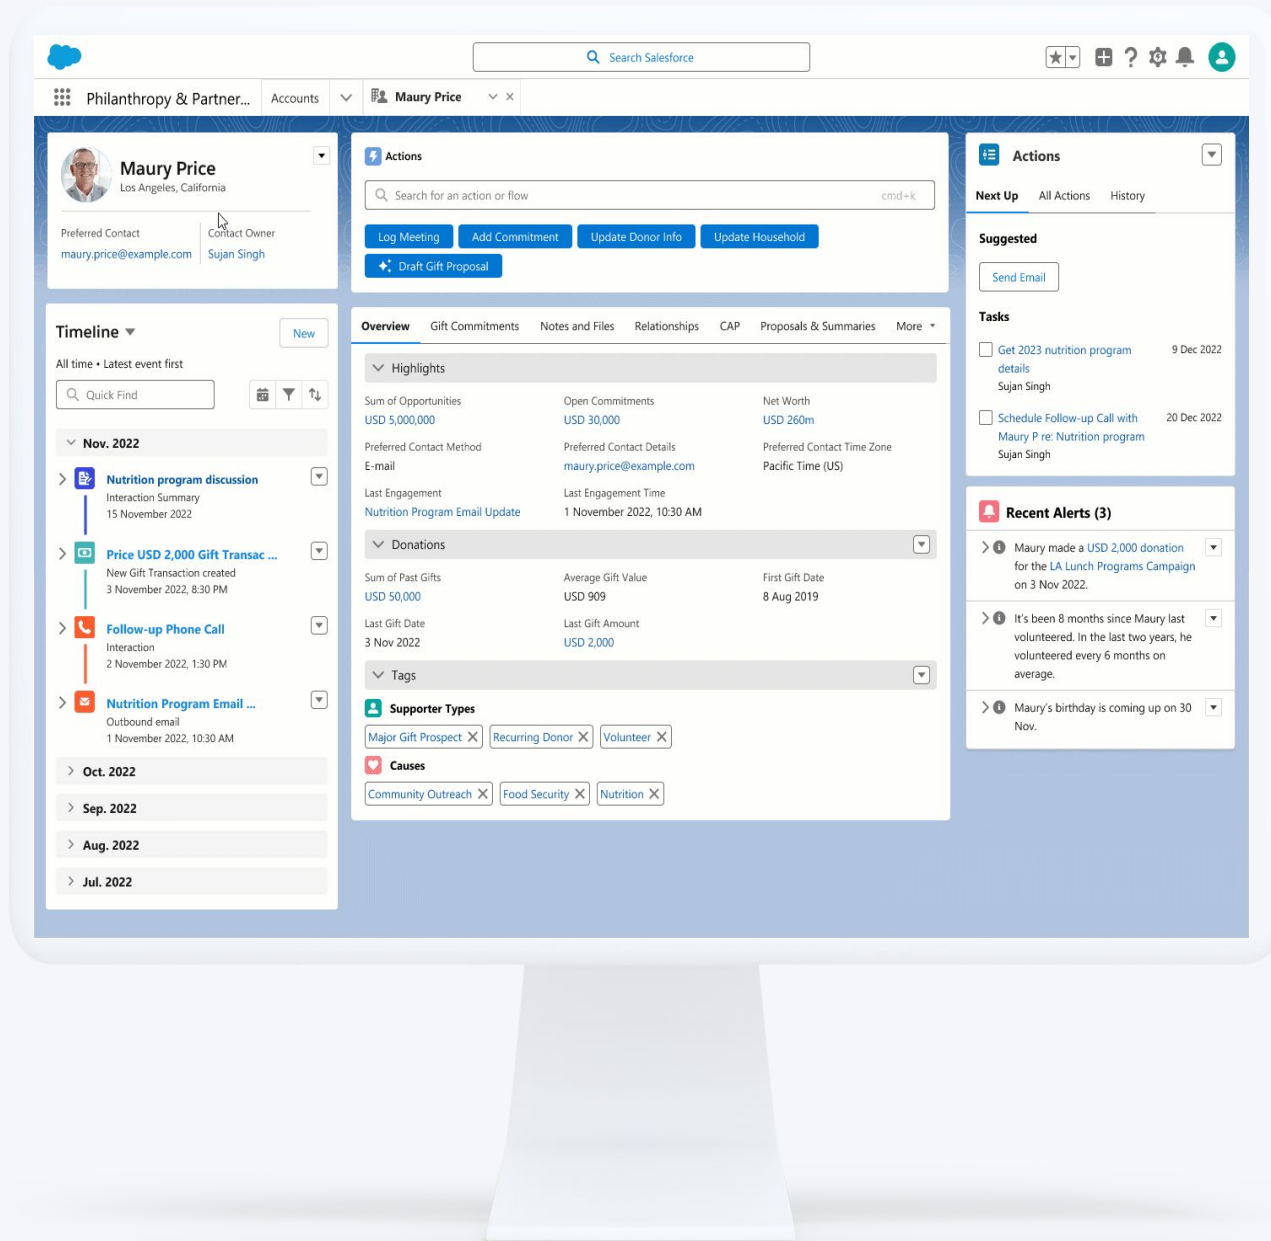 Search Salesforce
Philanthropy & Partner...
Accounts
Maury Price
Maury Price
Los Angeles, California
Preferred Contact
maury.price@example.com
Contact Owner
Sujan Singh
Timeline
New
All time • Latest event first
Quick Find
Nov. 2022
Nutrition program discussion
Interaction Summary
15 November 2022
Price USD 2,000 Gift Transac ...
New Gift Transaction created
3 November 2022, 8:30 PM
Follow-up Phone Call
Interaction
2 November 2022, 1:30 PM
Nutrition Program Email ...
Outbound email
1 November 2022, 10:30 AM
Oct. 2022
Sep. 2022
Aug. 2022
Jul. 2022
Actions
Search for an action or flow
cmd+k
Log Meeting
Add Commitment
Update Donor Info
Update Household
Draft Gift Proposal
Overview
Gift Commitments
Notes and Files
Relationships
CAP
Proposals & Summaries
More
Highlights
Sum of Opportunities
USD 5,000,000
Open Commitments
USD 30,000
Net Worth
USD 260m
Preferred Contact Method
E-mail
Preferred Contact Details
maury.price@example.com
Preferred Contact Time Zone
Pacific Time (US)
Last Engagement
Nutrition Program Email Update
Last Engagement Time
1 November 2022, 10:30 AM
Donations
Sum of Past Gifts
USD 50,000
Average Gift Value
USD 909
First Gift Date
8 Aug 2019
Last Gift Date
3 Nov 2022
Last Gift Amount
USD 2,000
Tags
Supporter Types
Major Gift Prospect
Recurring Donor
Volunteer
Causes
Community Outreach
Food Security
Nutrition
Actions
Next Up
All Actions
History
Suggested
Send Email
Tasks
Get 2023 nutrition program
details
9 Dec 2022
Sujan Singh
Schedule Follow-up Call with
Maury P re: Nutrition program
20 Dec 2022
Sujan Singh
Recent Alerts (3)
Maury made a USD 2,000 donation
for the LA Lunch Programs Campaign
on 3 Nov 2022.
It's been 8 months since Maury last
volunteered. In the last two years, he
volunteered every 6 months on
average.
Maury's birthday is coming up on 30
Nov.